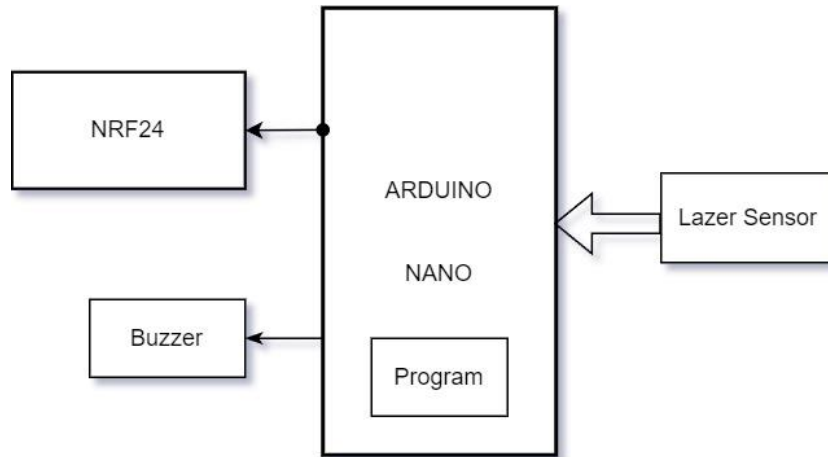 NRF24
ARDUINO
NANO
Lazer Sensor
Buzzer
Program